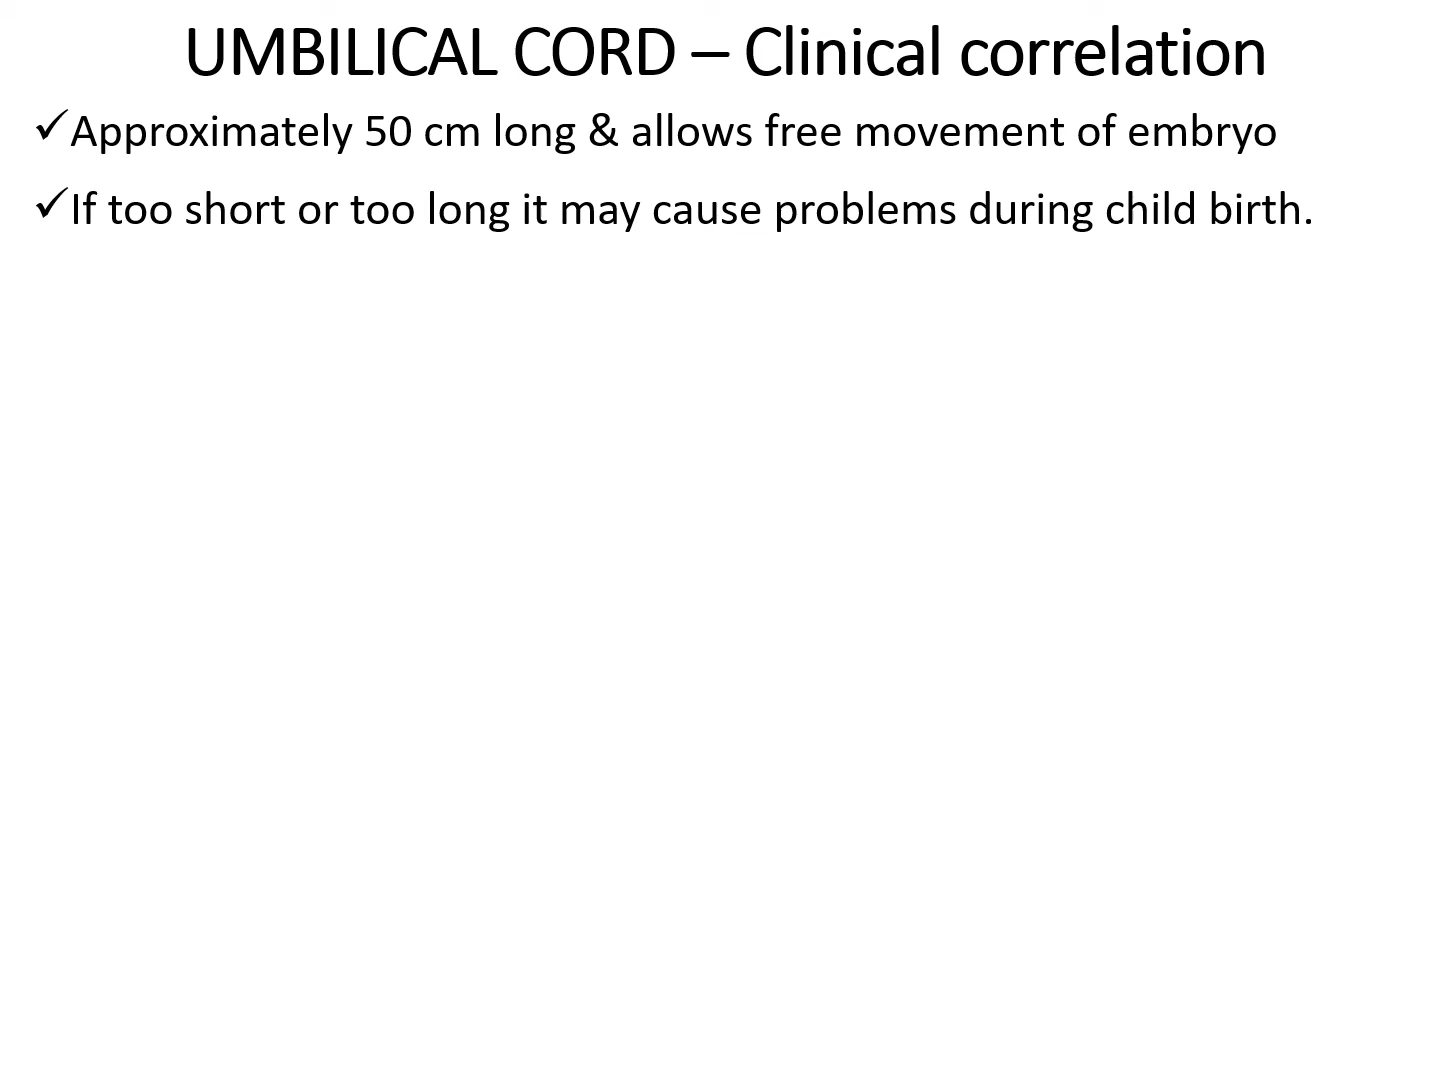 UMBILICAL CORD – Clinical correlation
✓Approximately 50 cm long & allows free movement of embryo
✓If too short or too long it may cause problems during child birth.